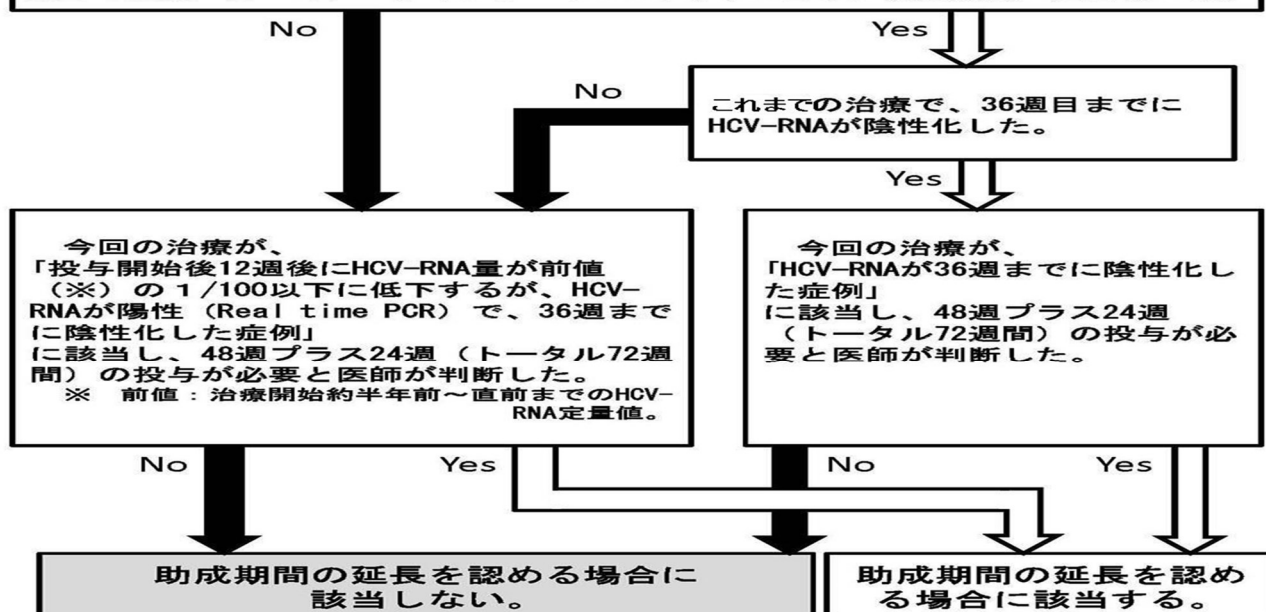 No
Yes
No
これまでの治療で、36週目までに
HCV-RNAが陰性化した。
Yes
今回の治療が、
「投与開始後12週後にHCV-RNA量が前値
（※）の１/100以下に低下するが、HCV-
RNAが陽性（Real time PCR）で、36週まで
に陰性化した症例」
に該当し、48週プラス24週（トータル72週
間）の投与が必要と医師が判断した。
※　前値：治療開始約半年前～直前までのHCV-
RNA定量値。
今回の治療が、
「HCV-RNAが36週までに陰性化し
た症例」
に該当し、48週プラス24週
（トータル72週間）の投与が必
要と医師が判断した。
No
Yes
No
Yes
助成期間の延長を認める場合に
該当しない。
助成期間の延長を認め
る場合に該当する。